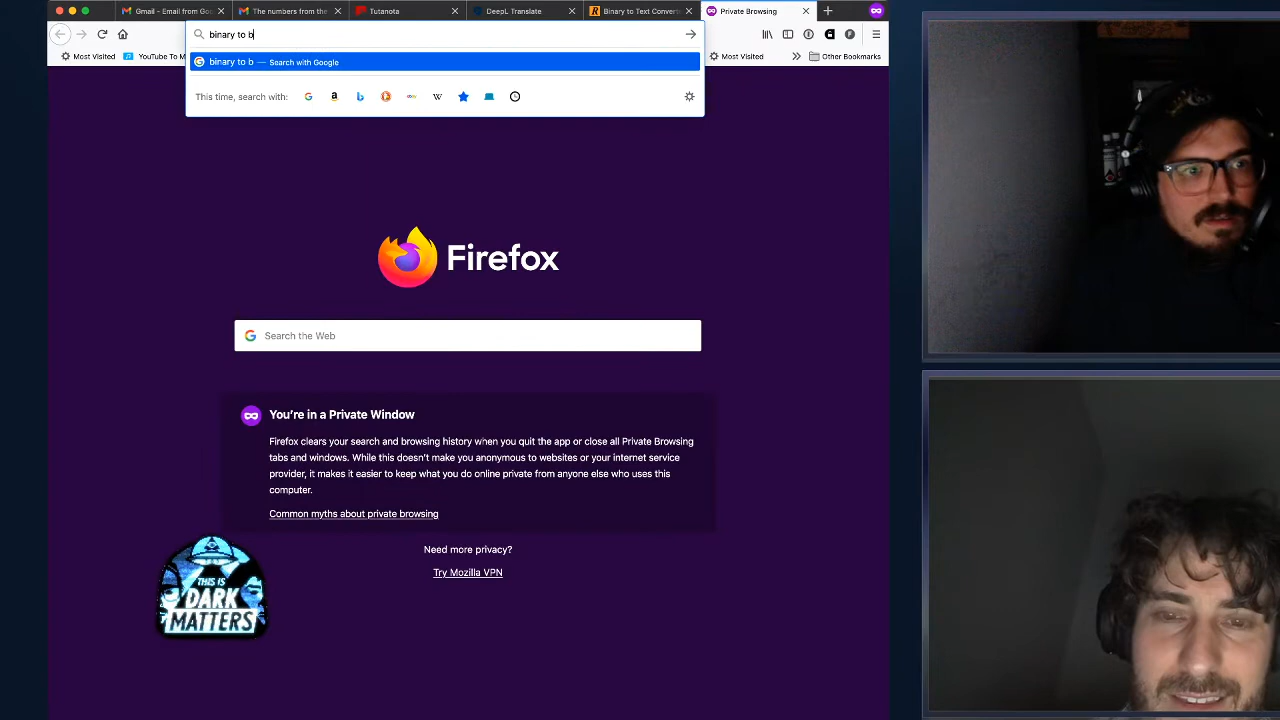 Gmail - Email from Goo
The numbers from the
Tutanota
DeepL Translate
Binary to Text Converte
Private Browsing
binary to b
Most Visited
YouTube To M
Most Visited
Other Bookmarks
binary to b — Search with Google
This time, search with:
Firefox
Search the Web
You're in a Private Window
Firefox clears your search and browsing history when you quit the app or close all Private Browsing
tabs and windows. While this doesn't make you anonymous to websites or your internet service
provider, it makes it easier to keep what you do online private from anyone else who uses this
computer.
Common myths about private browsing
Need more privacy?
Try Mozilla VPN
THIS IS
DARK
MATTERS